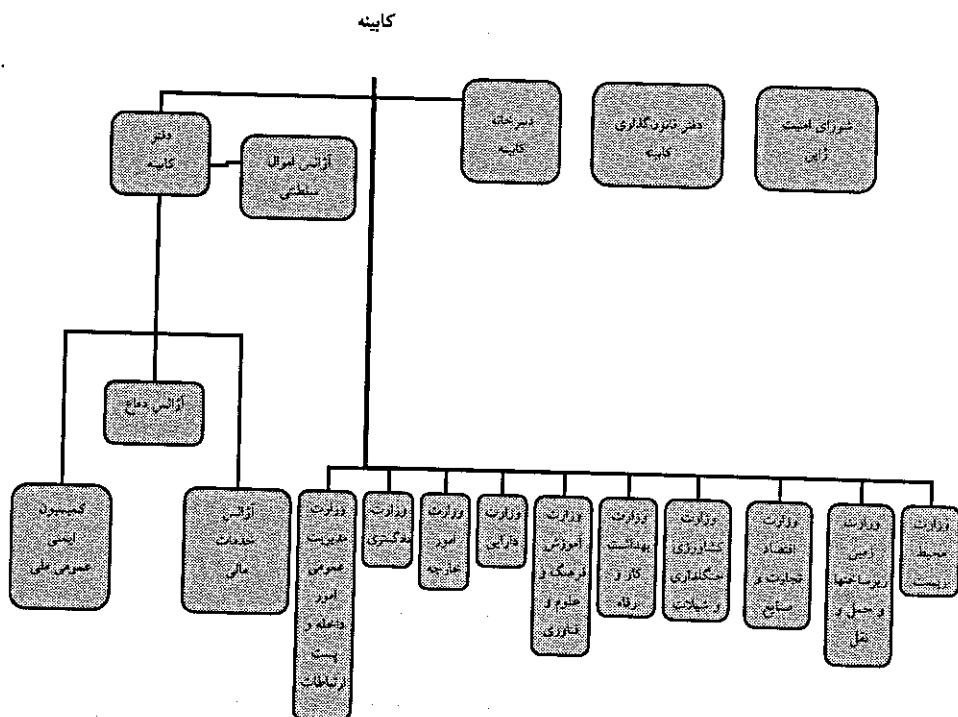 کابینه
شورای امنیت
ژاپن
دفتر قانون‌گذاری
کابینه
دبیرخانه
کابینه
آژانس اموال
سلطنتی
دفتر
کابینه
آژانس دفاع
کمیسیون
ایمنی
عمومی ملی
آژانس
خدمات
مالی
وزارت
محیط
زیست
وزارت
زمین
زیرساختها
و حمل و
نقل
وزارت
اقتصاد
تجارت و
صنایع
وزارت
کشاورزی
جنگلداری
و شیلات
وزارت
بهداشت
کار و
رفاه
وزارت
آموزش
فرهنگ و
علوم و
فناوری
وزارت
دارایی
وزارت
امور
خارجه
وزارت
دادگستری
وزارت
مدیریت
عمومی
امور
داخله و
پست
ارتباطات